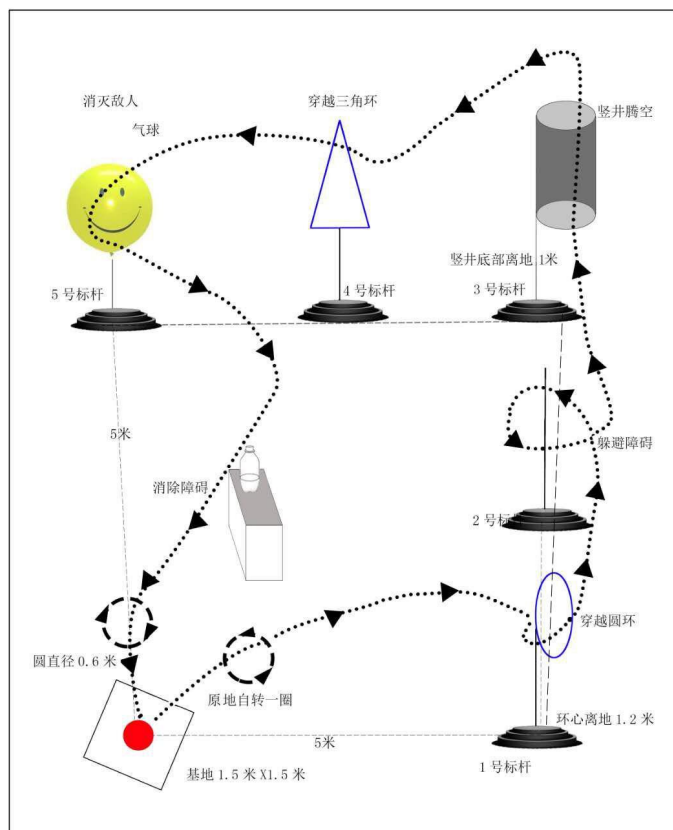 消灭敌人
气球
穿越三角环
竖井腾空
竖井底部离地 1米
5 号标杆
4号标杆
3 号标杆
5米
躲避障碍
消除障碍
2 号标杆
穿越圆环
圆直径 0.6 米
原地自转一圈
环心离地 1.2 米
5米
1 号标杆
基地 1.5 米 X1.5 米